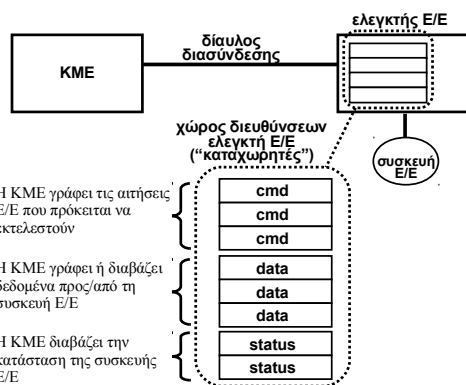 ελεγκτής Ε/Ε
ΚΜΕ
δίαυλος
διασύνδεσης
χώρος διευθύνσεων
ελεγκτή Ε/Ε
(“καταχωρητές”)
συσκευή
Ε/Ε
Η ΚΜΕ γράφει τις αιτήσεις
Ε/Ε που πρόκειται να
εκτελεστούν
cmd
cmd
cmd
Η ΚΜΕ γράφει ή διαβάζει
δεδομένα προς/από τη
συσκευή Ε/Ε
data
data
data
Η ΚΜΕ διαβάζει την
κατάσταση της συσκευής
Ε/Ε
status
status